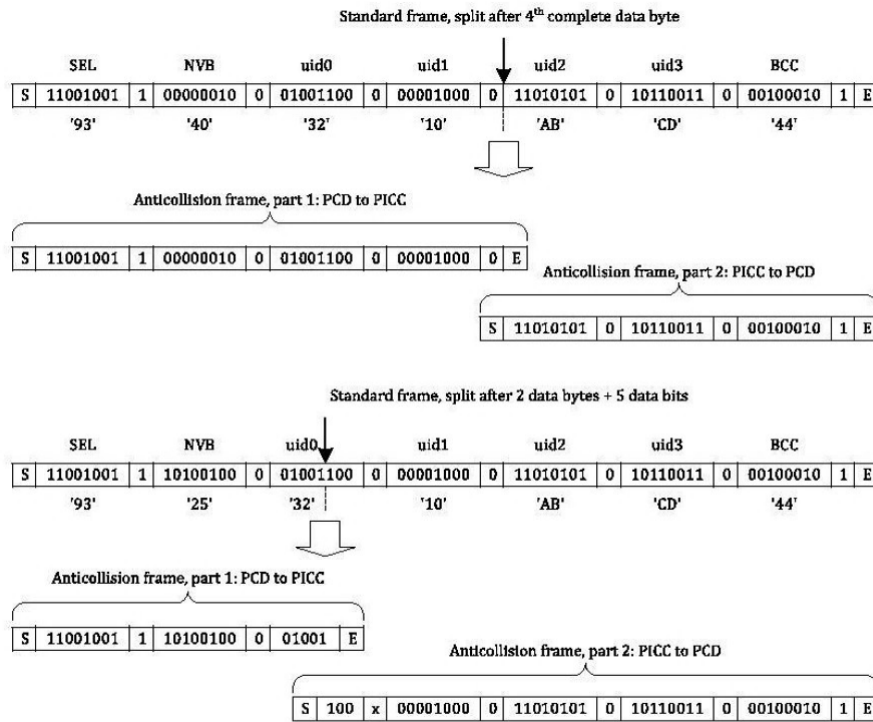 Standard frame, split after 4th complete data byte
SEL NVB uid0 uid1 uid2 uid3 BCC
S 11001001 1 00000010 0 01001100 0 00001000 0 11010101 0 10110011 0 00100010 1 E
'93' '40' '32' '10' 'AB' 'CD' '44'
Anticollision frame, part 1: PCD to PICC
S 11001001 1 00000010 0 01001100 0 00001000 0 E
Anticollision frame, part 2: PICC to PCD
S 11010101 0 10110011 0 00100010 1 E
Standard frame, split after 2 data bytes + 5 data bits
SEL NVB uid0 uid1 uid2 uid3 BCC
S 11001001 1 10100100 0 01001100 0 00001000 0 11010101 0 10110011 0 00100010 1 E
'93' '25' '32' '10' 'AB' 'CD' '44'
Anticollision frame, part 1: PCD to PICC
S 11001001 1 10100100 0 01001 E
Anticollision frame, part 2: PICC to PCD
S 100 x 00001000 0 11010101 0 10110011 0 00100010 1 E